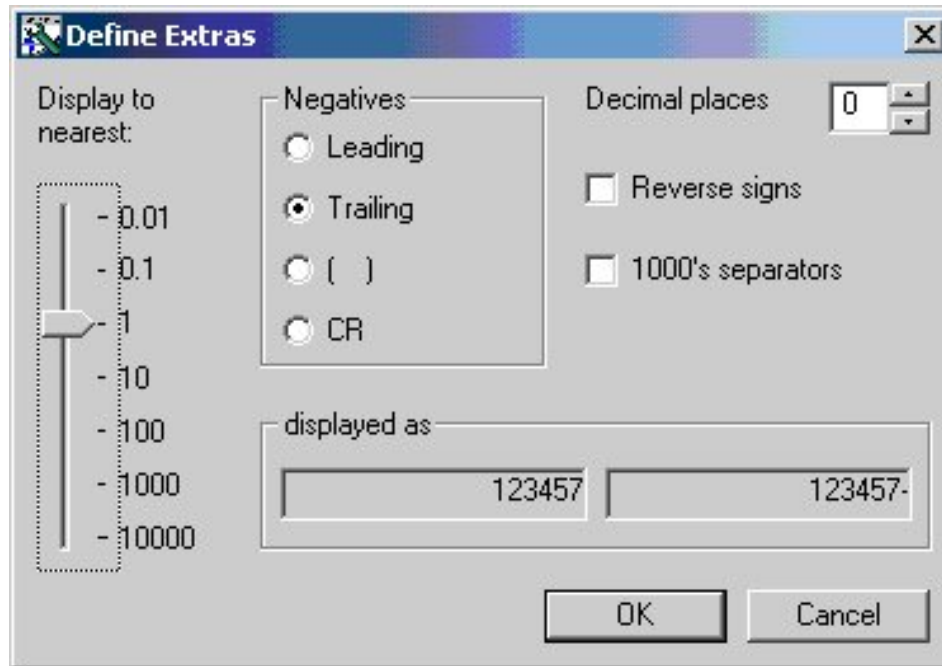 Define Extras
Display to
nearest:
- 0.01
- 0.1
- 1
- 10
- 100
- 1000
- 10000
Negatives
Leading
Trailing
( )
CR
Decimal places
0
Reverse signs
1000's separators
displayed as
123457
123457-
OK
Cancel